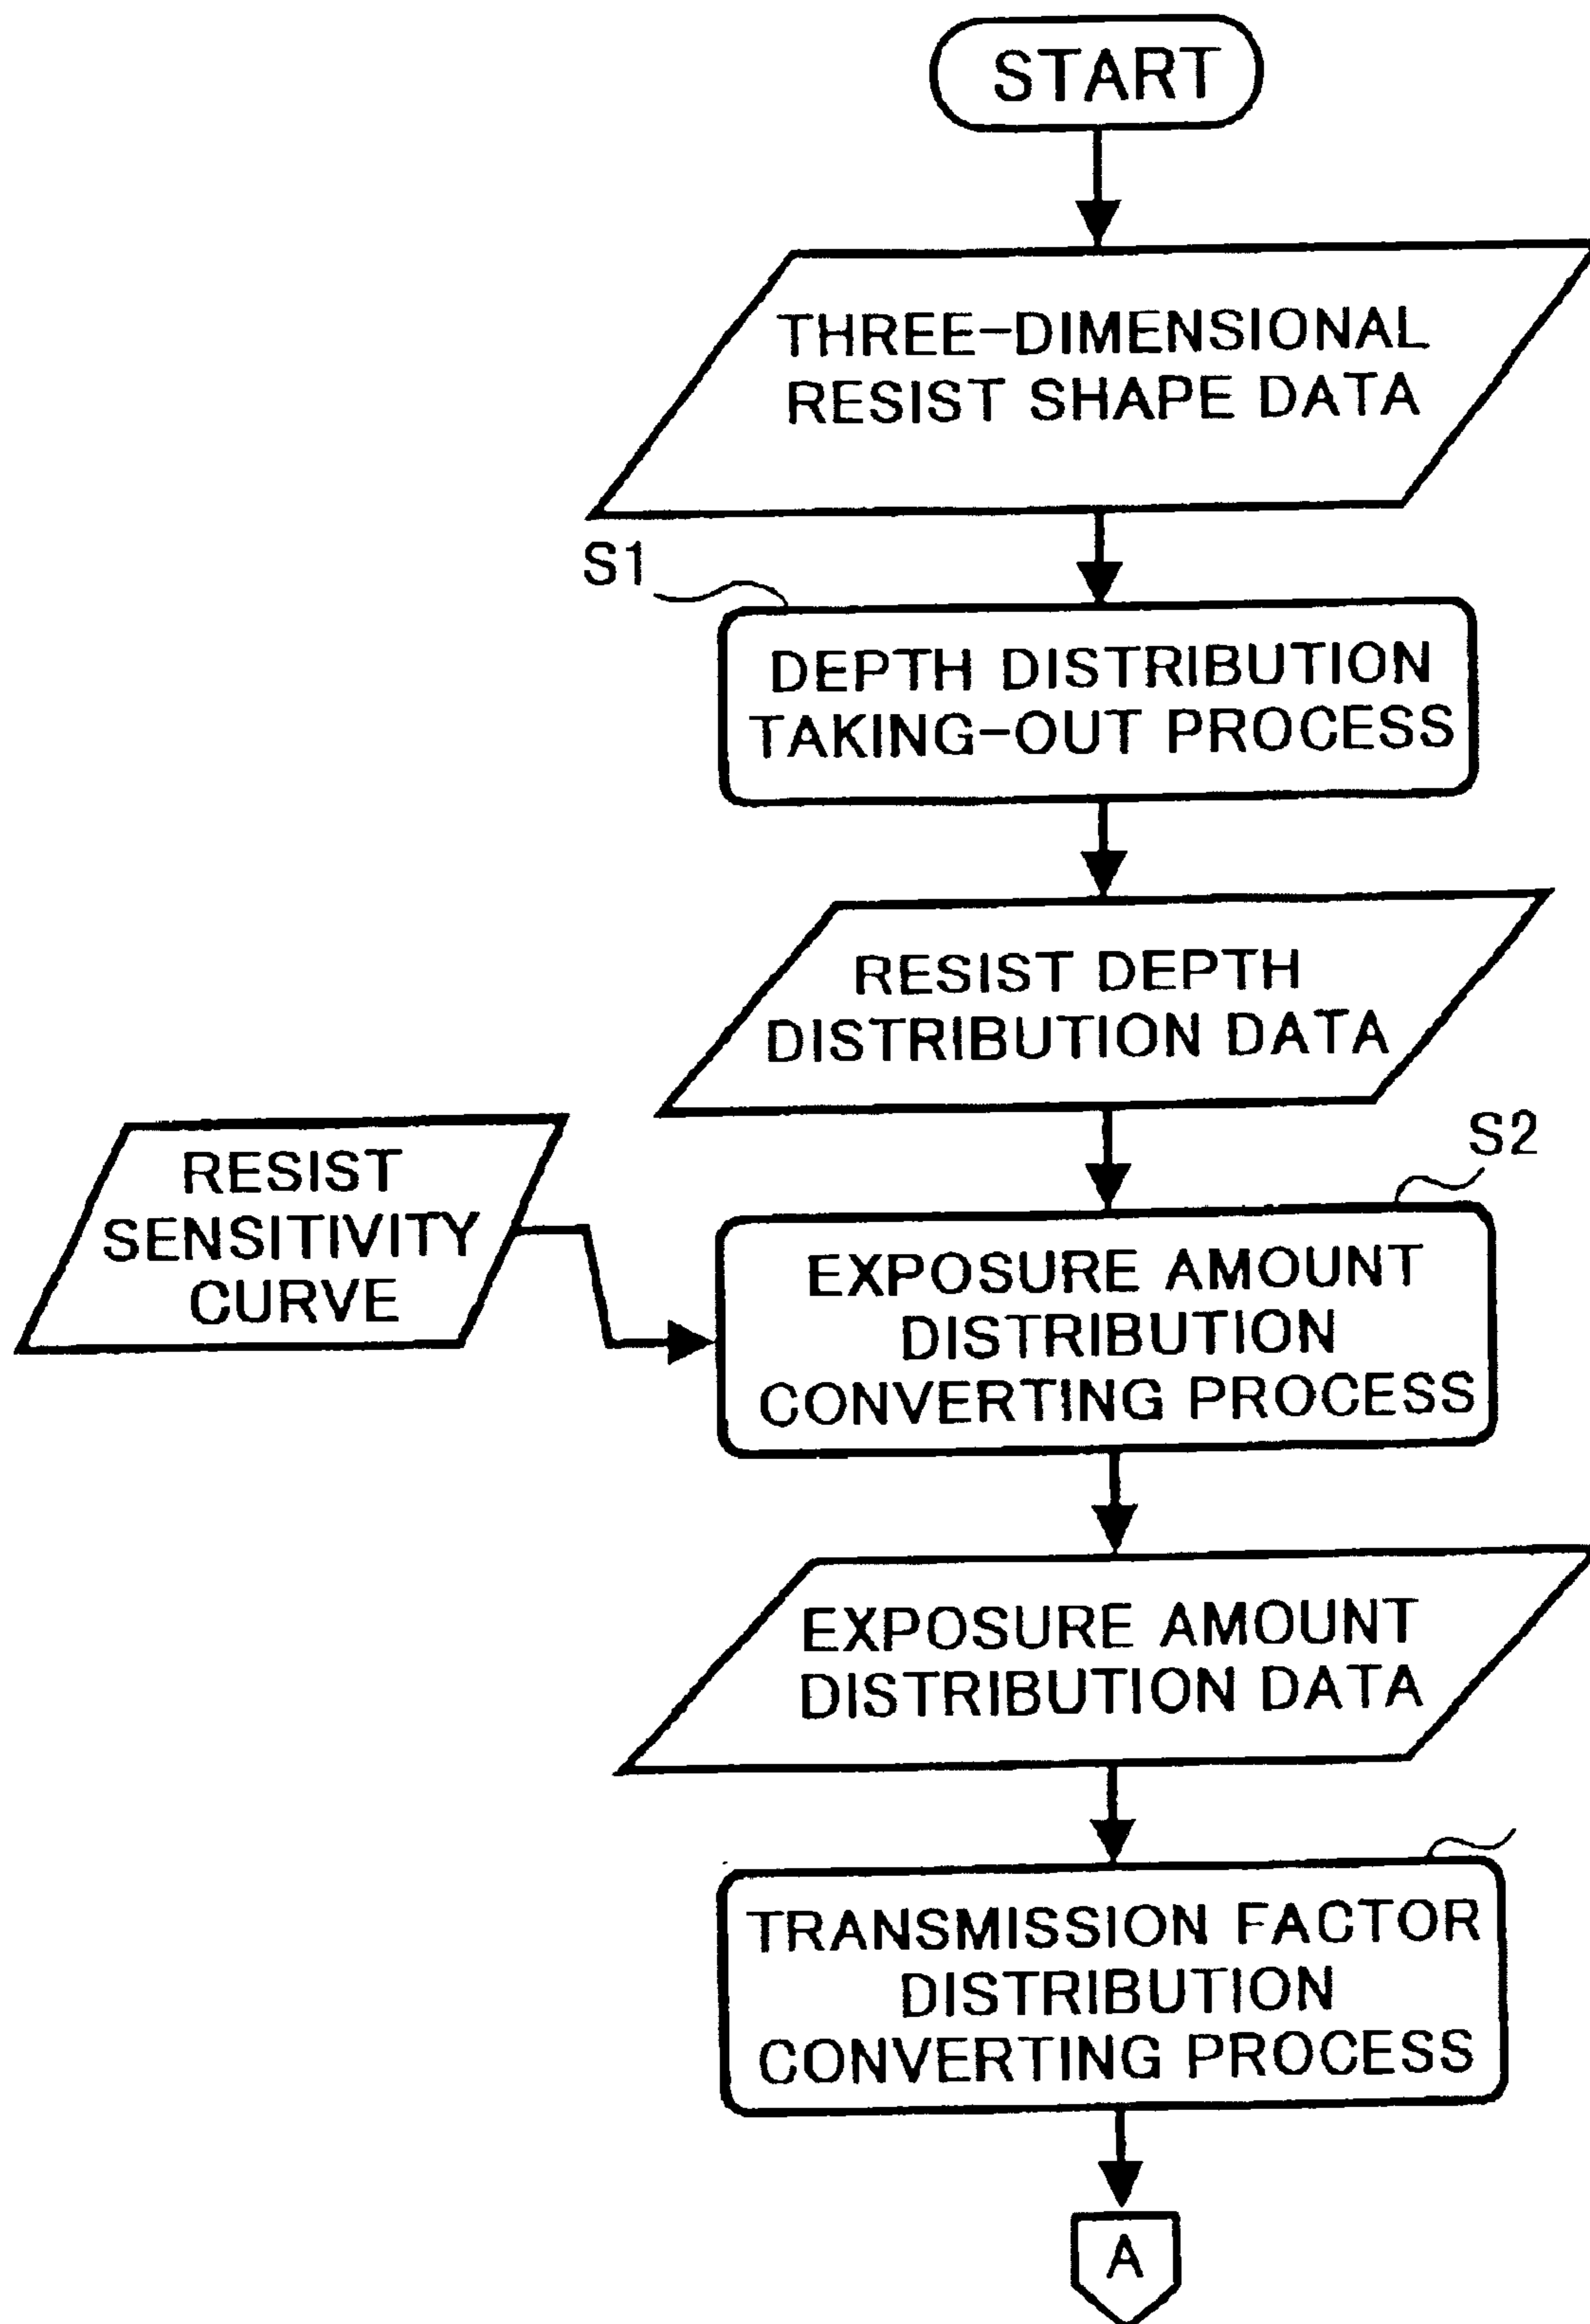 START
THREE-DIMENSIONAL
RESIST SHAPE DATA
S1
DEPTH DISTRIBUTION
TAKING-OUT PROCESS
RESIST DEPTH
DISTRIBUTION DATA
RESIST
SENSITIVITY
CURVE
S2
EXPOSURE AMOUNT
DISTRIBUTION
CONVERTING PROCESS
EXPOSURE AMOUNT
DISTRIBUTION DATA
TRANSMISSION FACTOR
DISTRIBUTION
CONVERTING PROCESS
A